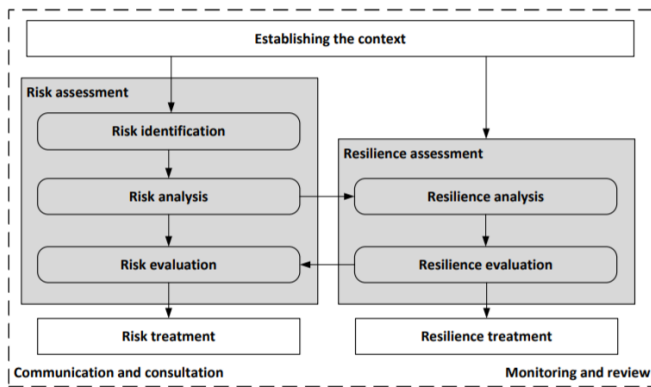 Establishing the context
Risk assessment
Risk identification
Resilience assessment
Risk analysis
Resilience analysis
Risk evaluation
Resilience evaluation
Risk treatment
Resilience treatment
Communication and consultation
Monitoring and review